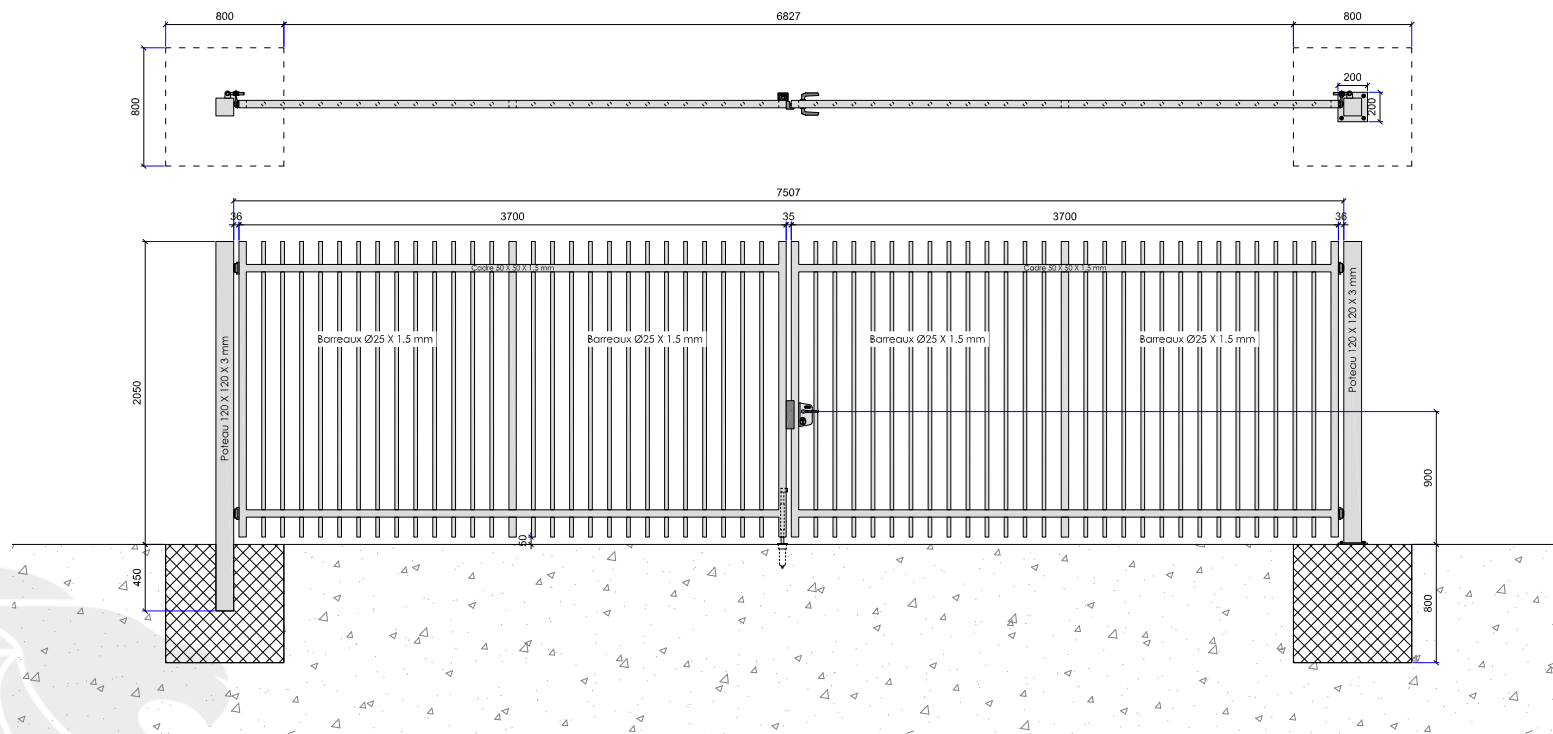 800
6827
800
800
200
200
7507
36
3700
35
3700
36
Cadre 50 X 50 X 1.5 mm
Cadre 50 X 50 X 1.5 mm
Barreaux Ø25 X 1.5 mm
Barreaux Ø25 X 1.5 mm
Barreaux Ø25 X 1.5 mm
Barreaux Ø25 X 1.5 mm
Poteau 120 X 120 X 3 mm
Poteau 120 X 120 X 3 mm
2050
900
50
450
800